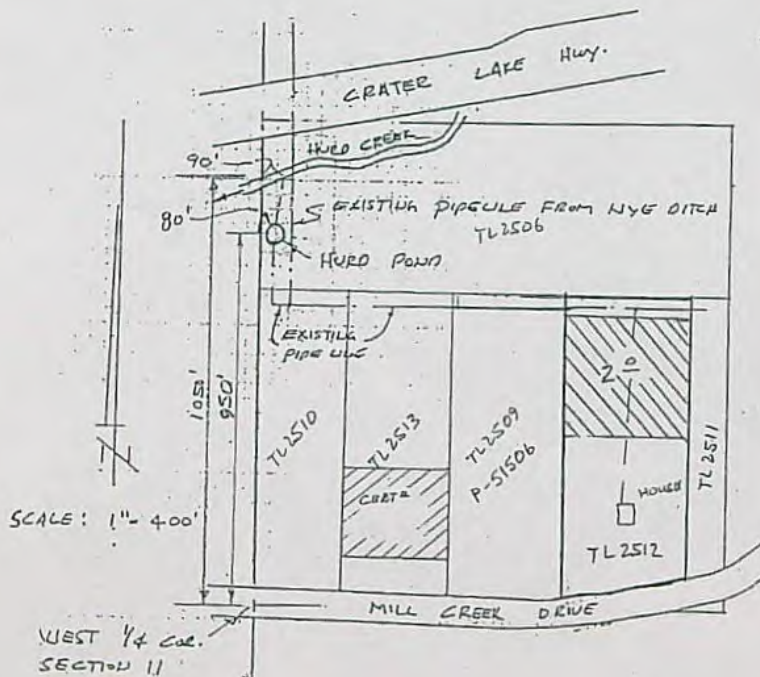 CRATER LAKE Hwy.
HURD CREEK
90'
80'
EXISTING PIPELINE FROM NYE DITCH
TL2506
HURD POND
EXISTING
PIPE LINE
1051'
950'
TL2510
TL2513
TL2509
P-51506
2.0
TL2511
HOUSE
TL2512
N
SCALE: 1"-400'
MILL CREEK DRIVE
WEST 1/4 COR.
SECTION 11